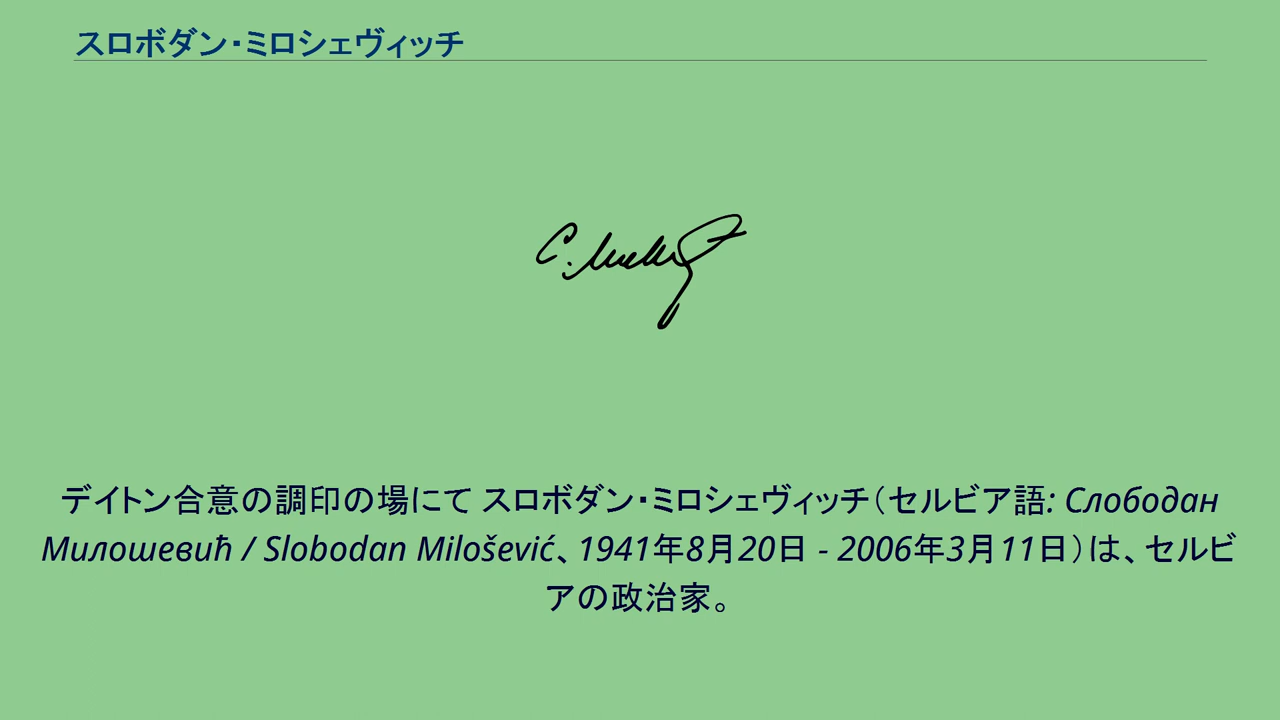 スロボダン・ミロシェヴィッチ
デイトン合意の調印の場にて スロボダン・ミロシェヴィッチ（セルビア語: Слободан
Милошевић / Slobodan Milošević、1941年8月20日 - 2006年3月11日）は、セルビ
アの政治家。